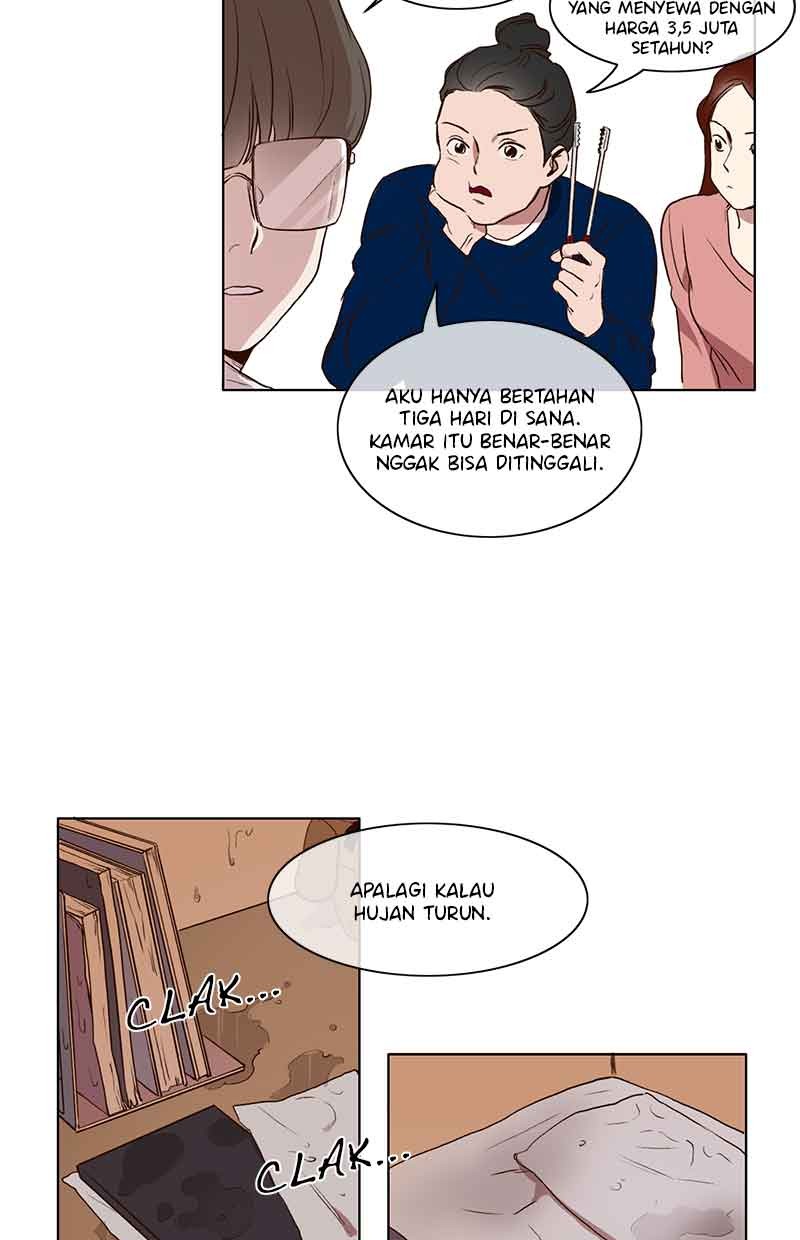 YANG MENYEWA DENGAN
HARGA 3,5 JUTA
SETAHUN?
AKU HANYA BERTAHAN
TIGA HARI DI SANA.
KAMAR ITU BENAR-BENAR
NGGAK BISA DITINGGALI.
APALAGI KALAU
HUJAN TURUN.
CLAK...
CLAK...